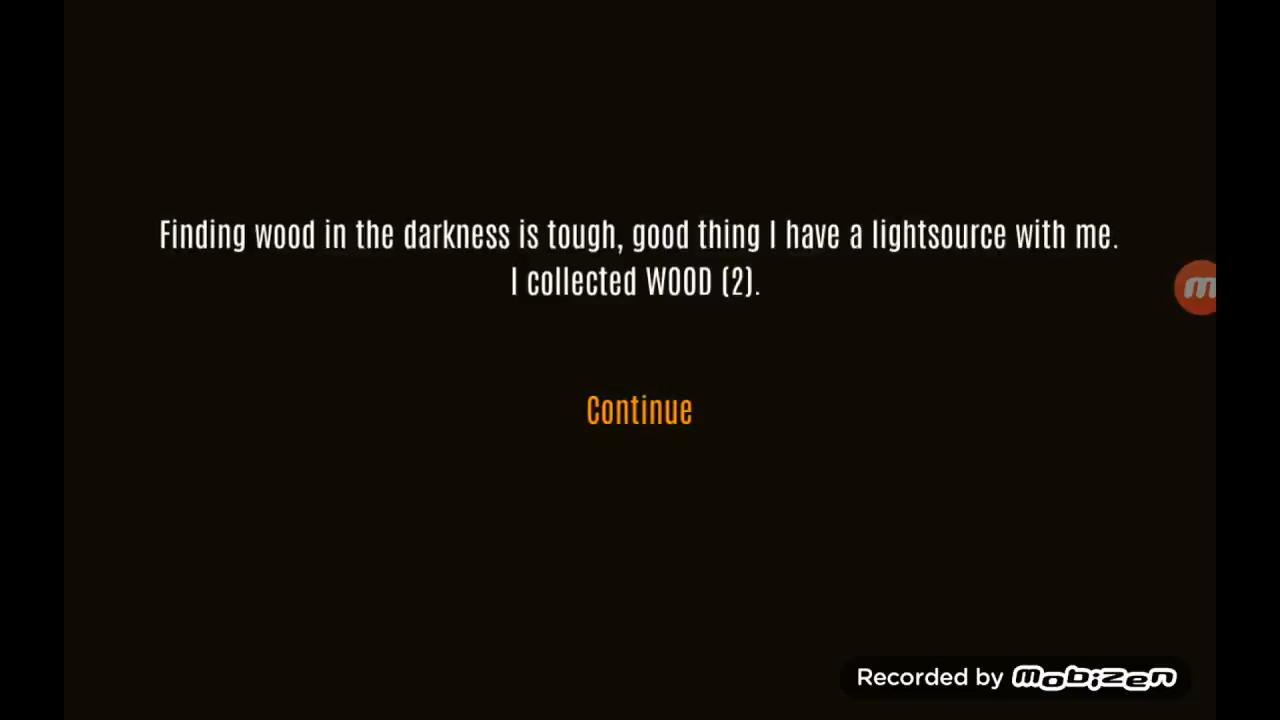 Finding wood in the darkness is tough, good thing I have a lightsource with me.
I collected WOOD (2).
m
Continue
Recorded by mobizen